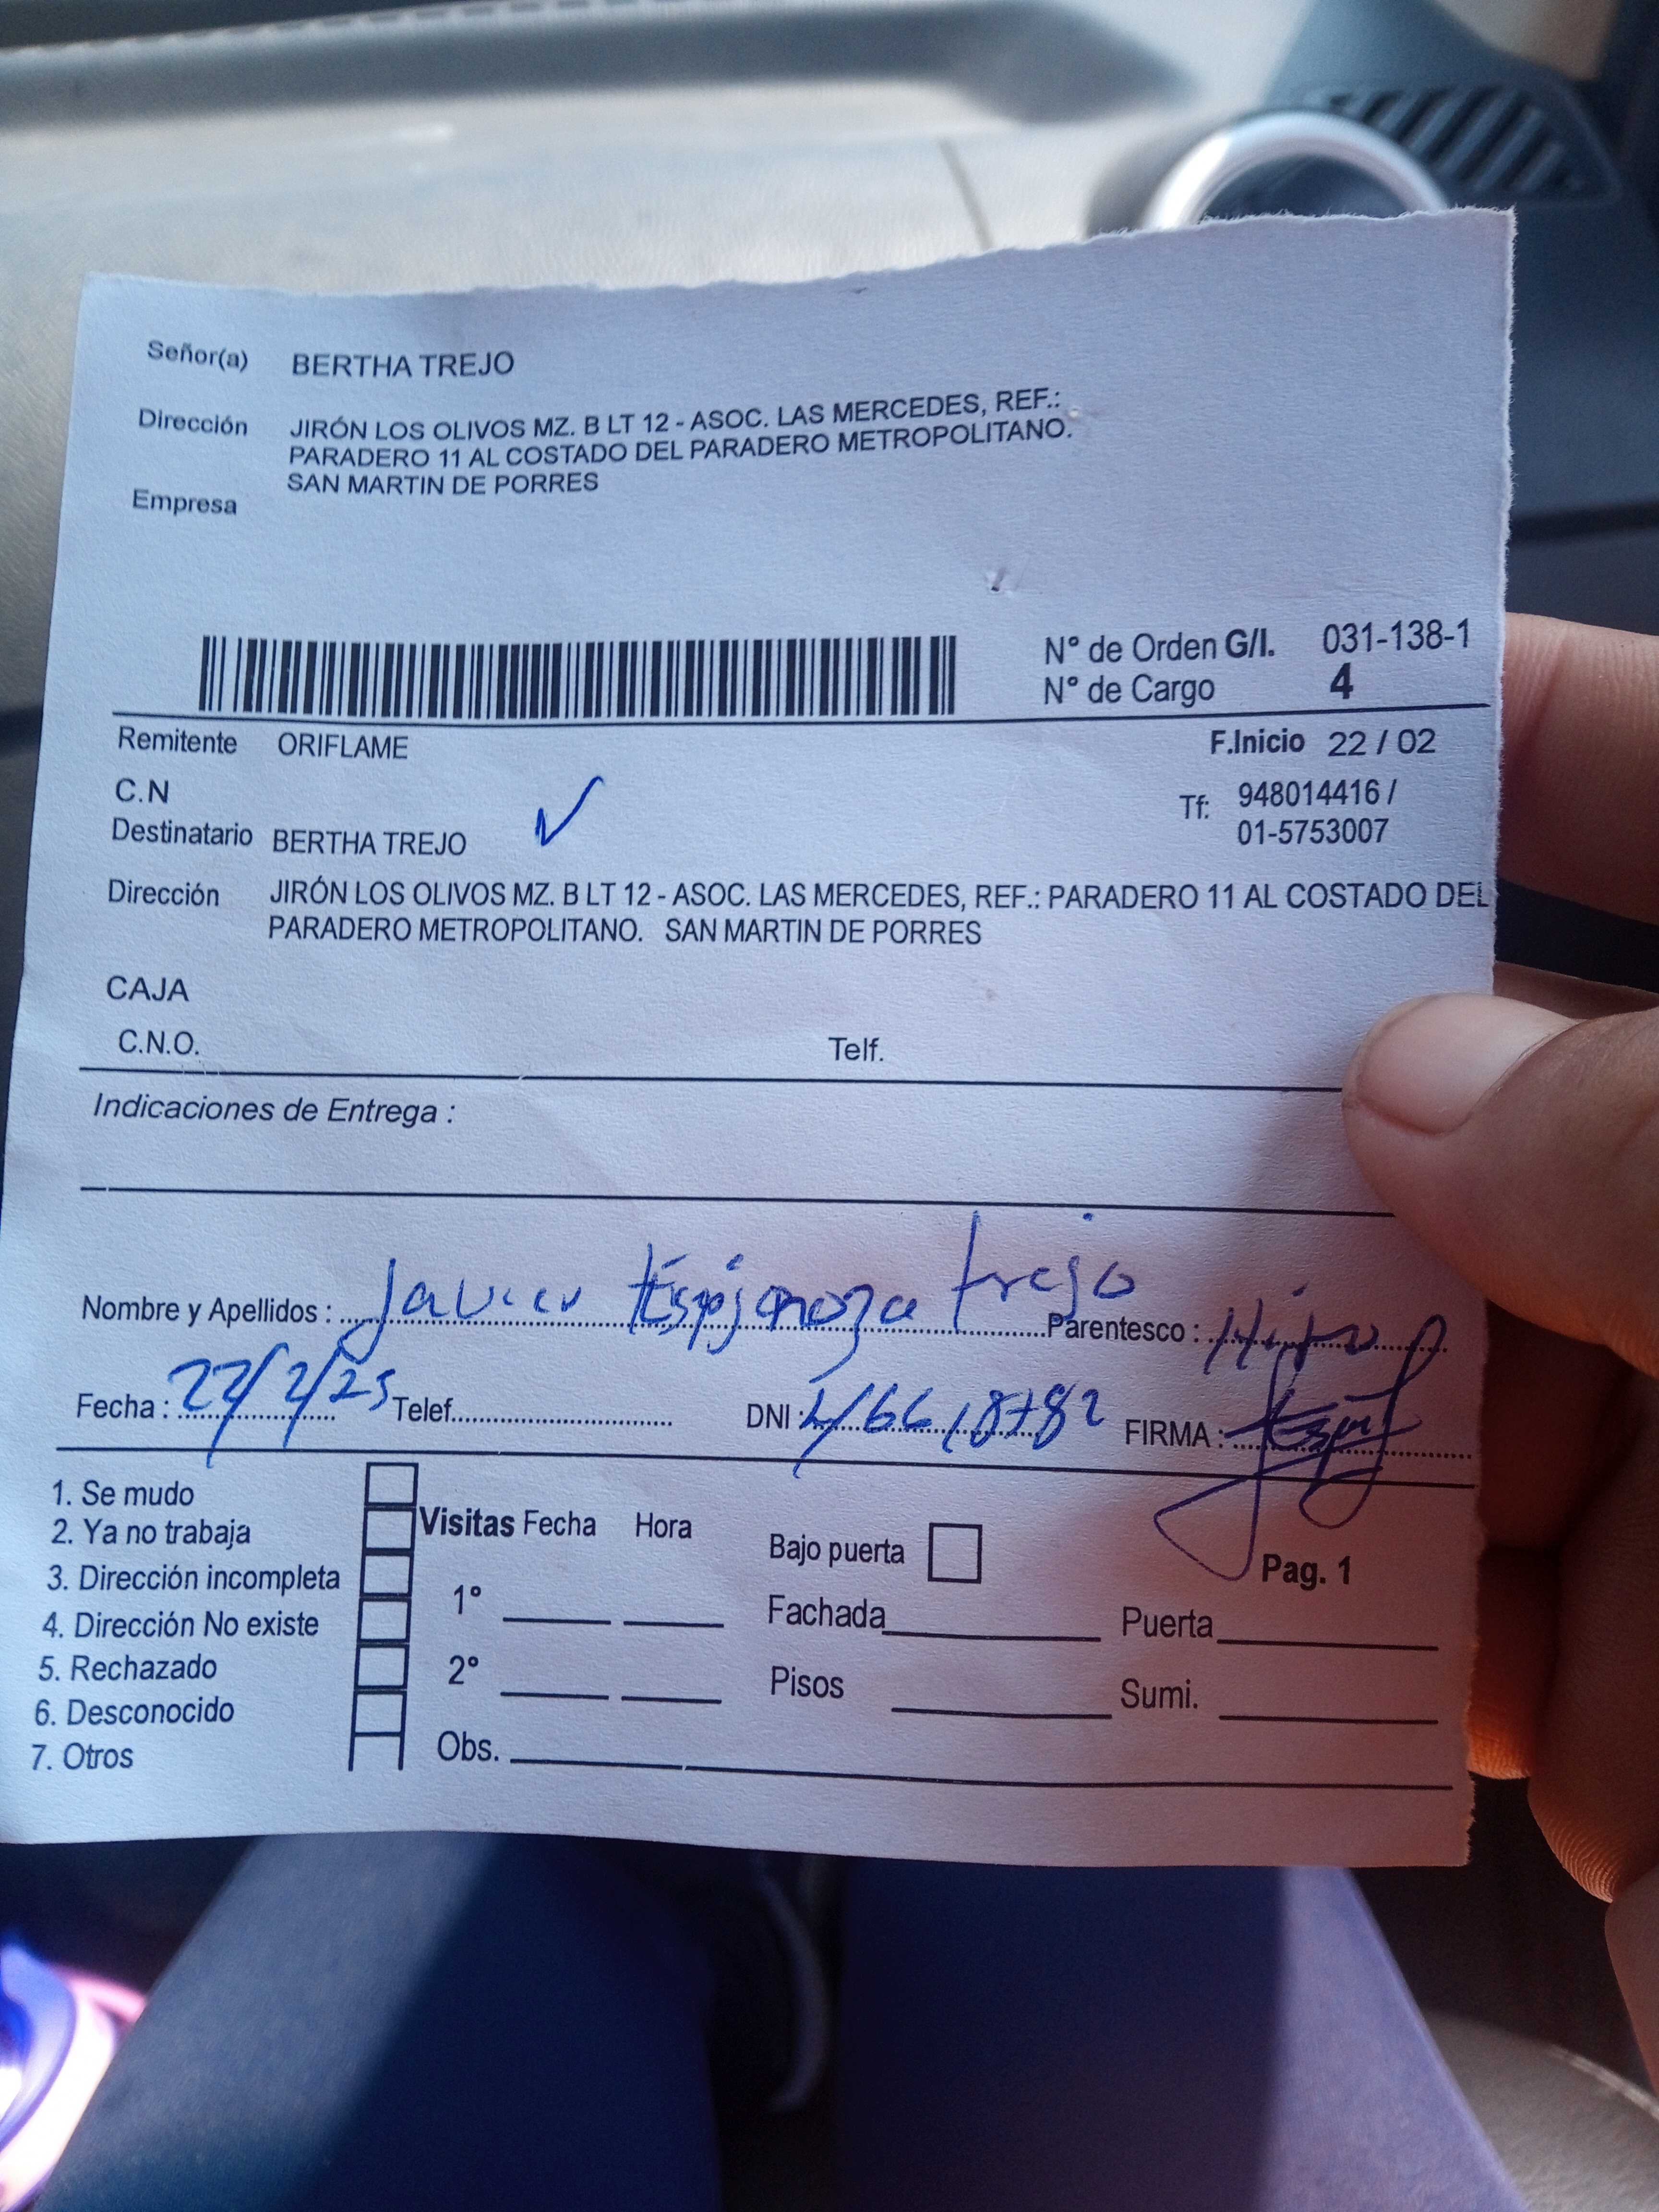 Señor(a) BERTHA TREJO
Dirección JIRÓN LOS OLIVOS MZ. B LT 12 - ASOC. LAS MERCEDES, REF.:
PARADERO 11 AL COSTADO DEL PARADERO METROPOLITANO.
SAN MARTIN DE PORRES
Empresa
N° de Orden G/I. 031-138-1
N° de Cargo 4
Remitente ORIFLAME F.Inicio 22 / 02
C.N Tf: 948014416 /
01-5753007
Destinatario BERTHA TREJO
Dirección JIRÓN LOS OLIVOS MZ. B LT 12 - ASOC. LAS MERCEDES, REF.: PARADERO 11 AL COSTADO DEL
PARADERO METROPOLITANO. SAN MARTIN DE PORRES
CAJA
C.N.O. Telf.
Indicaciones de Entrega :
Nombre y Apellidos : Javier Espinoza trejo Parentesco : Hijo
Fecha : 22/2/25 Telef. DNI : FIRMA :
1. Se mudo
2. Ya no trabaja Visitas Fecha Hora
3. Dirección incompleta 1° Bajo puerta Pag. 1
4. Dirección No existe Fachada Puerta
5. Rechazado 2° Pisos Sumi.
6. Desconocido
7. Otros Obs.